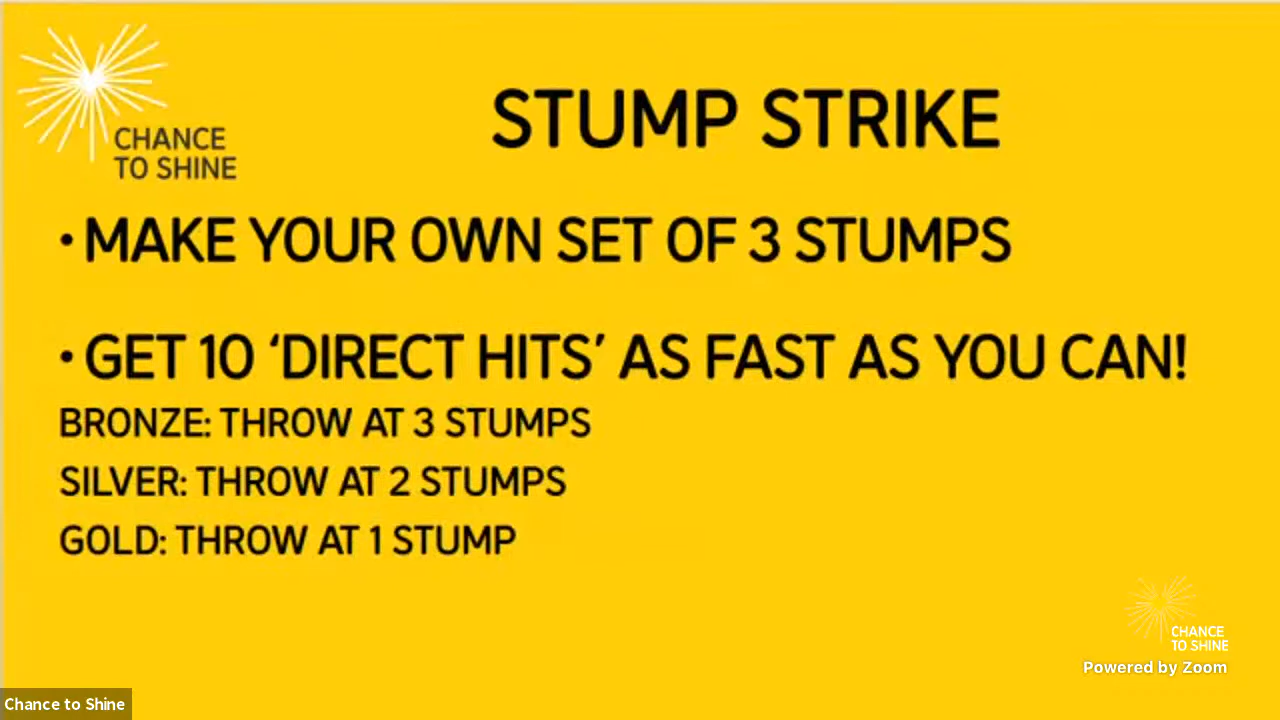 CHANCE
TO SHINE
STUMP STRIKE
• MAKE YOUR OWN SET OF 3 STUMPS
• GET 10 ‘DIRECT HITS’ AS FAST AS YOU CAN!
BRONZE: THROW AT 3 STUMPS
SILVER: THROW AT 2 STUMPS
GOLD: THROW AT 1 STUMP
CHANCE
TO SHINE
Powered by Zoom
Chance to Shine